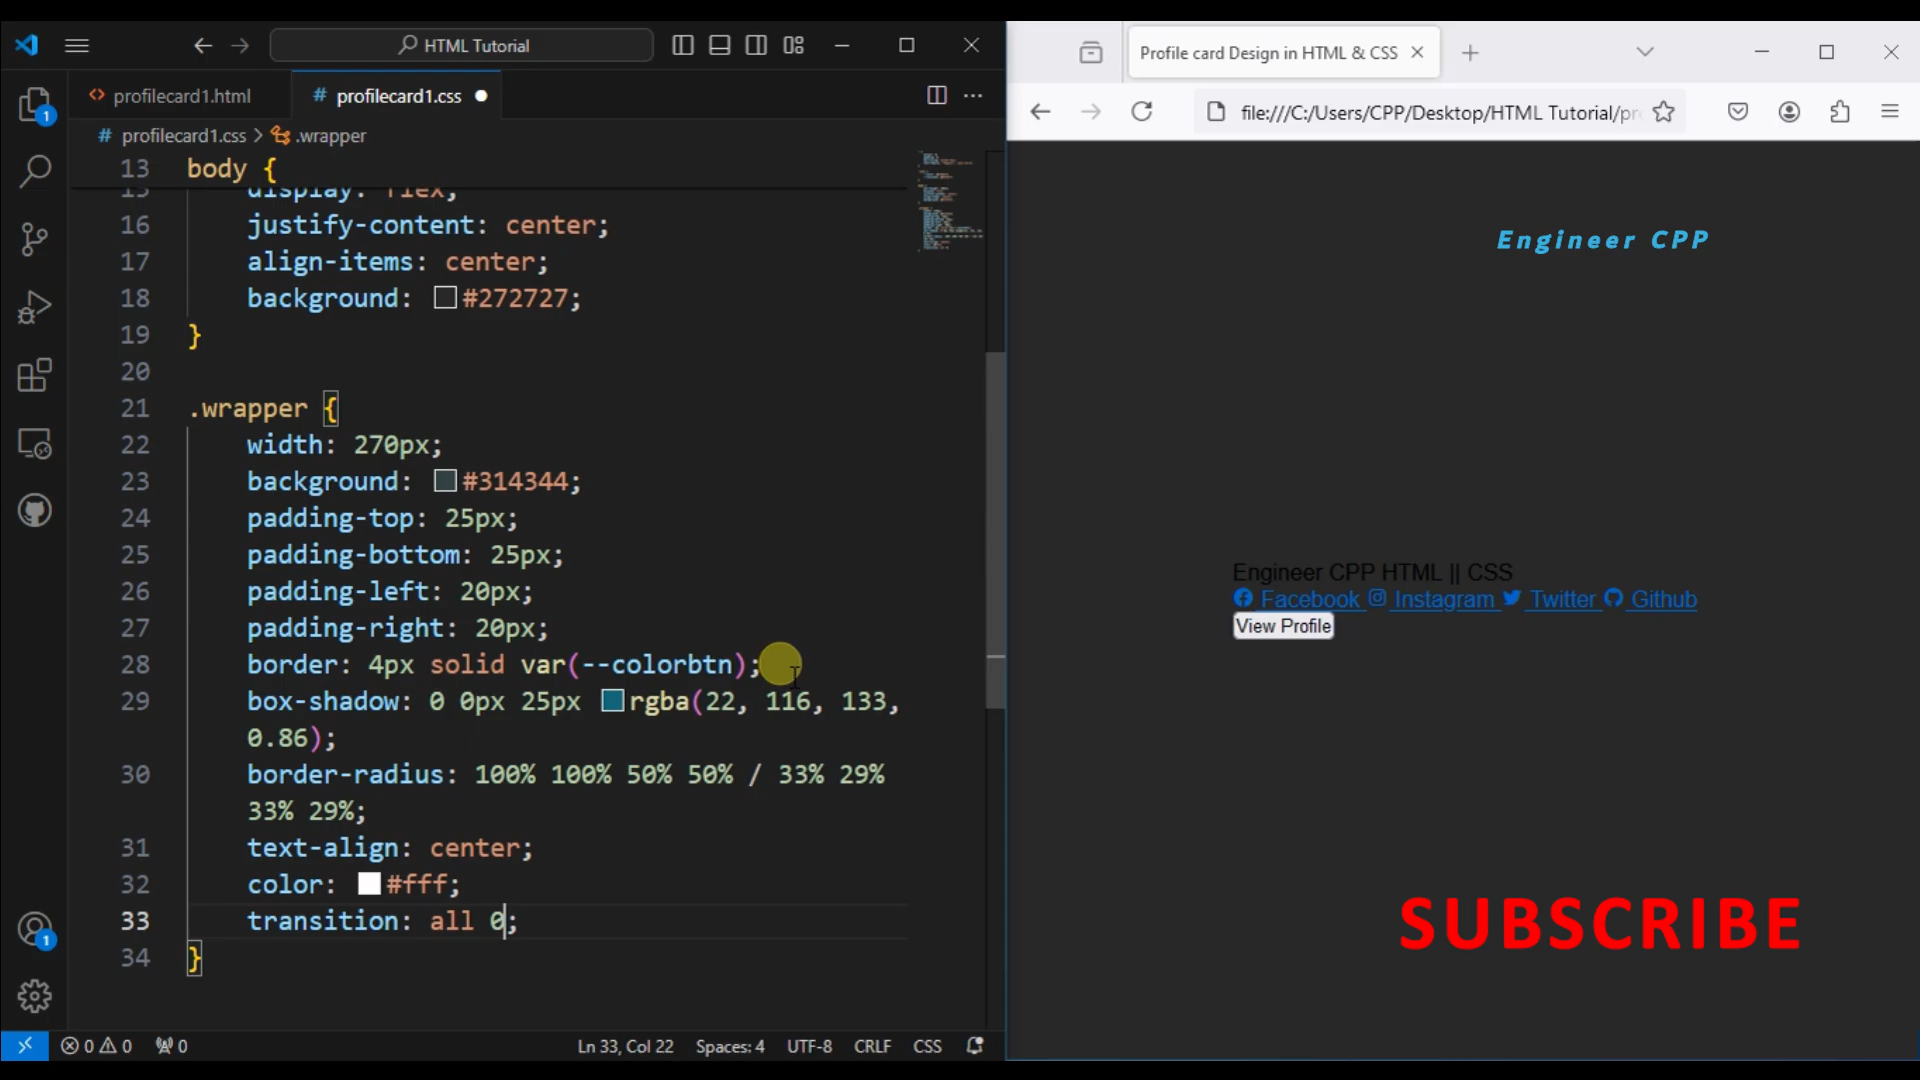 HTML Tutorial
profilecard1.html
profilecard1.css
profilecard1.css > .wrapper
13 body {
15 display: flex;
16 justify-content: center;
17 align-items: center;
18 background: #272727;
19 }
20
21 .wrapper {
22 width: 270px;
23 background: #314344;
24 padding-top: 25px;
25 padding-bottom: 25px;
26 padding-left: 20px;
27 padding-right: 20px;
28 border: 4px solid var(--colorbtn);
29 box-shadow: 0 0px 25px rgba(22, 116, 133,
0.86);
30 border-radius: 100% 100% 50% 50% / 33% 29%
33% 29%;
31 text-align: center;
32 color: #fff;
33 transition: all 0;
34 }
1
1
0 0 0
Ln 33, Col 22
Spaces: 4
UTF-8
CRLF
CSS
Profile card Design in HTML & CSS
file:///C:/Users/CPP/Desktop/HTML Tutorial/pr
Engineer CPP
Engineer CPP HTML || CSS
Facebook Instagram Twitter Github
View Profile
SUBSCRIBE